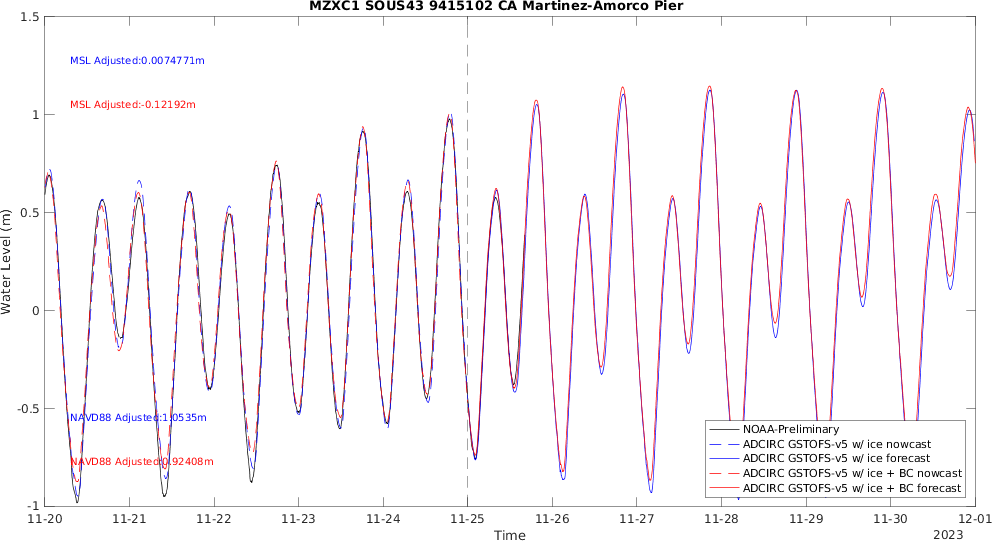 MZXC1 SOUS43 9415102 CA Martinez-Amorco Pier
1.5
1
0.5
0
-0.5
-1
Water Level (m)
MSL Adjusted:0.0074771m
MSL Adjusted:-0.12192m
NAVD88 Adjusted:1.0535m
NAVD88 Adjusted:0.92408m
NOAA-Preliminary
ADCIRC GSTOFS-v5 w/ ice nowcast
ADCIRC GSTOFS-v5 w/ ice forecast
ADCIRC GSTOFS-v5 w/ ice + BC nowcast
ADCIRC GSTOFS-v5 w/ ice + BC forecast
11-20 11-21 11-22 11-23 11-24 11-25 11-26 11-27 11-28 11-29 11-30 12-01
Time
2023